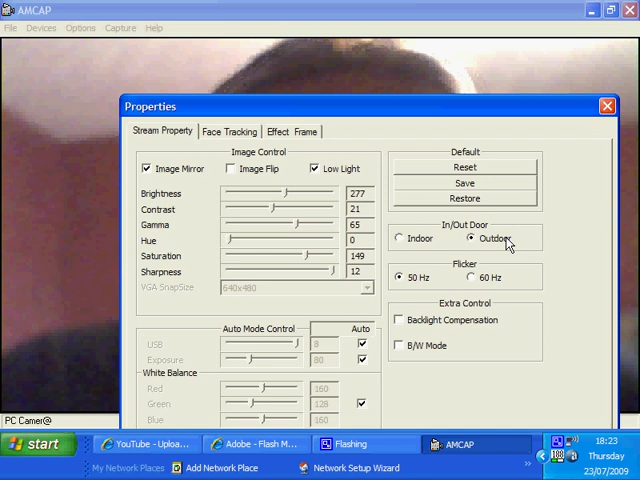 AMCAP
File Devices Options Capture Help
Properties
Stream Property Face Tracking Effect Frame
Image Control
Image Mirror Image Flip Low Light
Brightness 277
Contrast 21
Gamma 65
Hue 0
Saturation 149
Sharpness 12
VGA SnapSize 640x480
Auto Mode Control Auto
USB 8
Exposure 80
White Balance
Red 160
Green 128
Blue 160
Default
Reset
Save
Restore
In/Out Door
Indoor Outdoor
Flicker
50 Hz 60 Hz
Extra Control
Backlight Compensation
B/W Mode
PC Camer@
start YouTube - Uploa... Adobe - Flash M... Flashing AMCAP
My Network Places Add Network Place Network Setup Wizard »
18:23
Thursday
23/07/2009